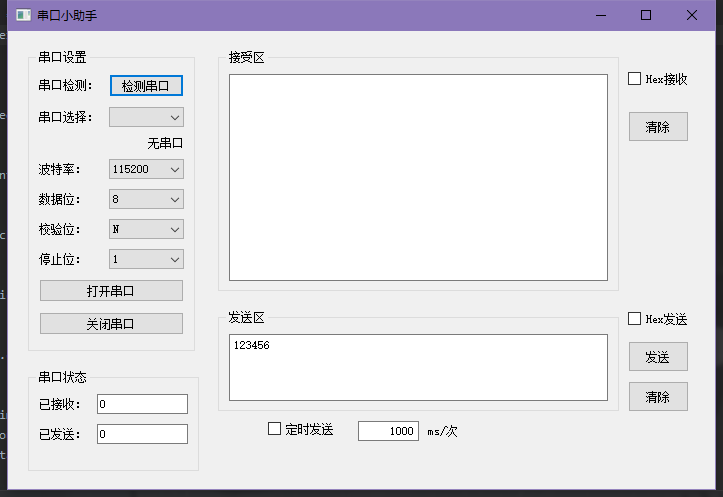 串口小助手
串口设置
串口检测： 检测串口
串口选择：
无串口
波特率： 115200
数据位： 8
校验位： N
停止位： 1
打开串口
关闭串口
串口状态
已接收： 0
已发送： 0
接受区
Hex接收
清除
发送区
123456
Hex发送
发送
清除
定时发送 1000 ms/次